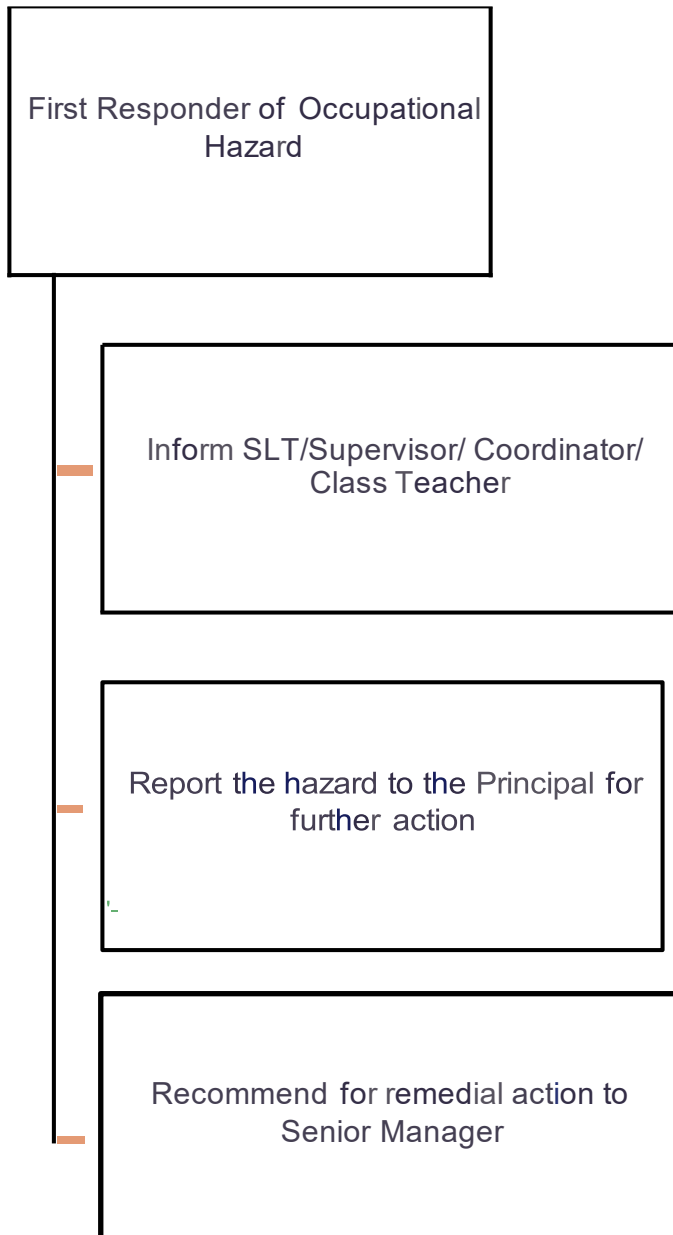 First Responder of Occupational
Hazard
Inform SLT/Supervisor/ Coordinator/
Class Teacher
Report the hazard to the Principal for
further action
Recommend for remedial action to
Senior Manager